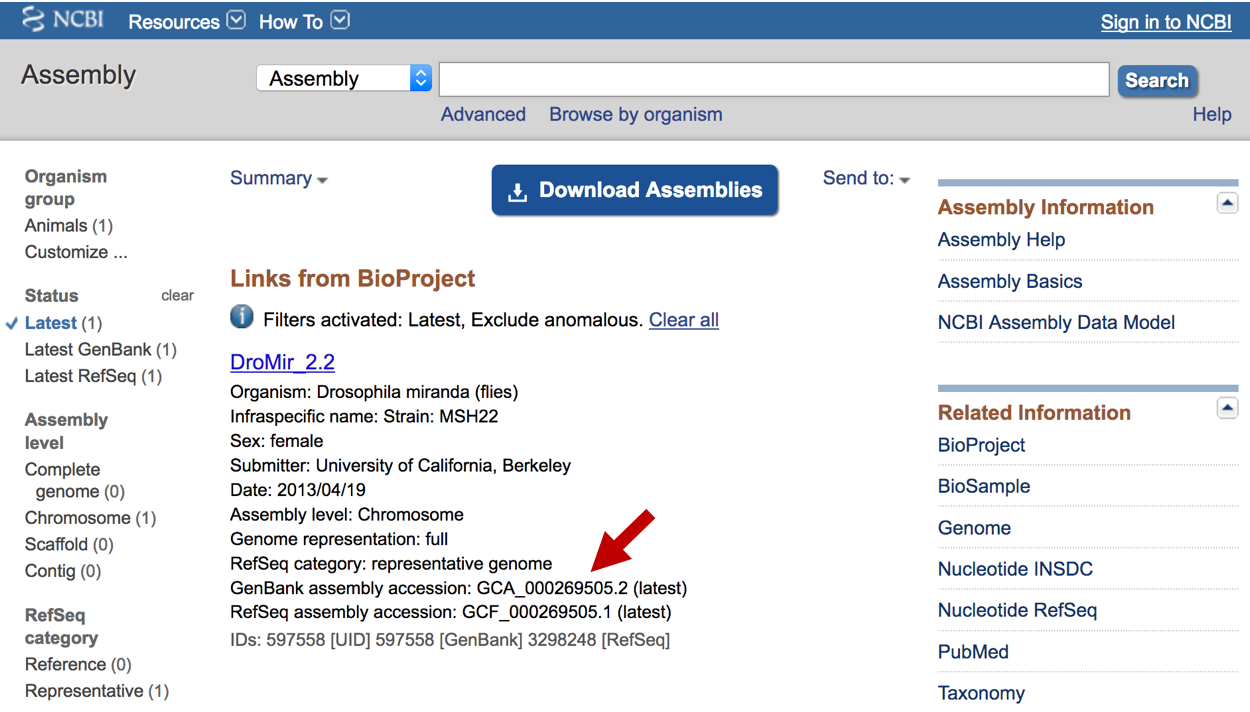 NCBI Resources How To Sign in to NCBI
Assembly Assembly Search
Advanced Browse by organism Help
Organism
group
Animals (1)
Customize ...
Status clear
Latest (1)
Latest GenBank (1)
Latest RefSeq (1)
Assembly
level
Complete
genome (0)
Chromosome (1)
Scaffold (0)
Contig (0)
RefSeq
category
Reference (0)
Representative (1)
Summary Download Assemblies Send to:
Links from BioProject
i Filters activated: Latest, Exclude anomalous. Clear all
DroMir_2.2
Organism: Drosophila miranda (flies)
Infraspecific name: Strain: MSH22
Sex: female
Submitter: University of California, Berkeley
Date: 2013/04/19
Assembly level: Chromosome
Genome representation: full
RefSeq category: representative genome
GenBank assembly accession: GCA_000269505.2 (latest)
RefSeq assembly accession: GCF_000269505.1 (latest)
IDs: 597558 [UID] 597558 [GenBank] 3298248 [RefSeq]
Assembly Information
Assembly Help
Assembly Basics
NCBI Assembly Data Model
Related Information
BioProject
BioSample
Genome
Nucleotide INSDC
Nucleotide RefSeq
PubMed
Taxonomy